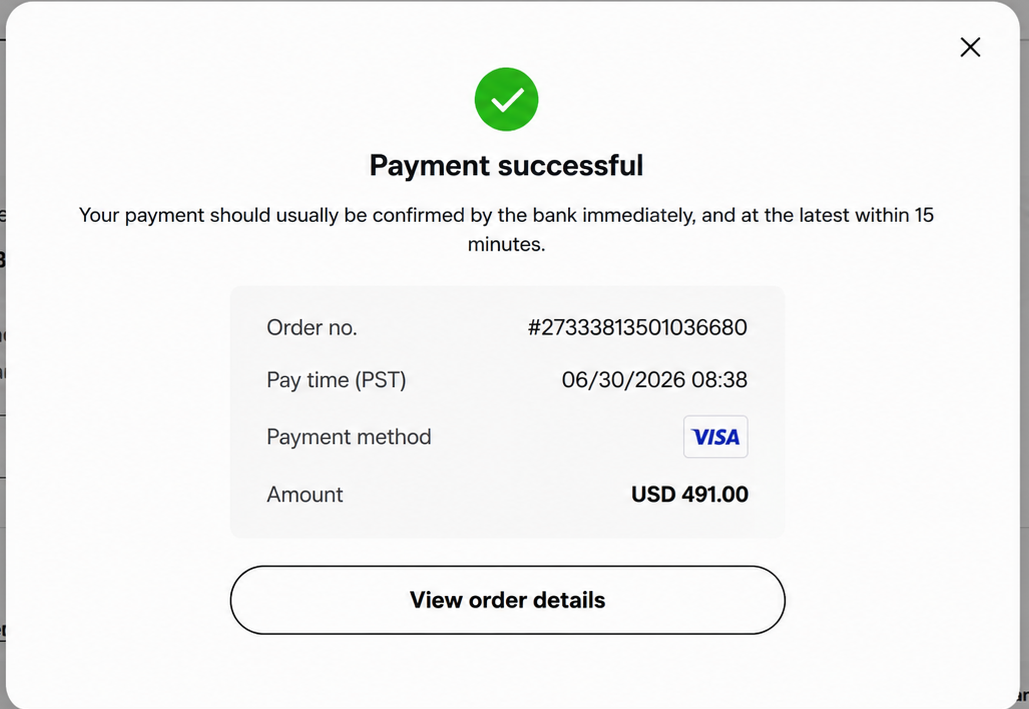 Payment successful
Your payment should usually be confirmed by the bank immediately, and at the latest within 15
minutes.
Order no. #27333813501036680
Pay time (PST) 06/30/2026 08:38
Payment method VISA
Amount USD 491.00
View order details